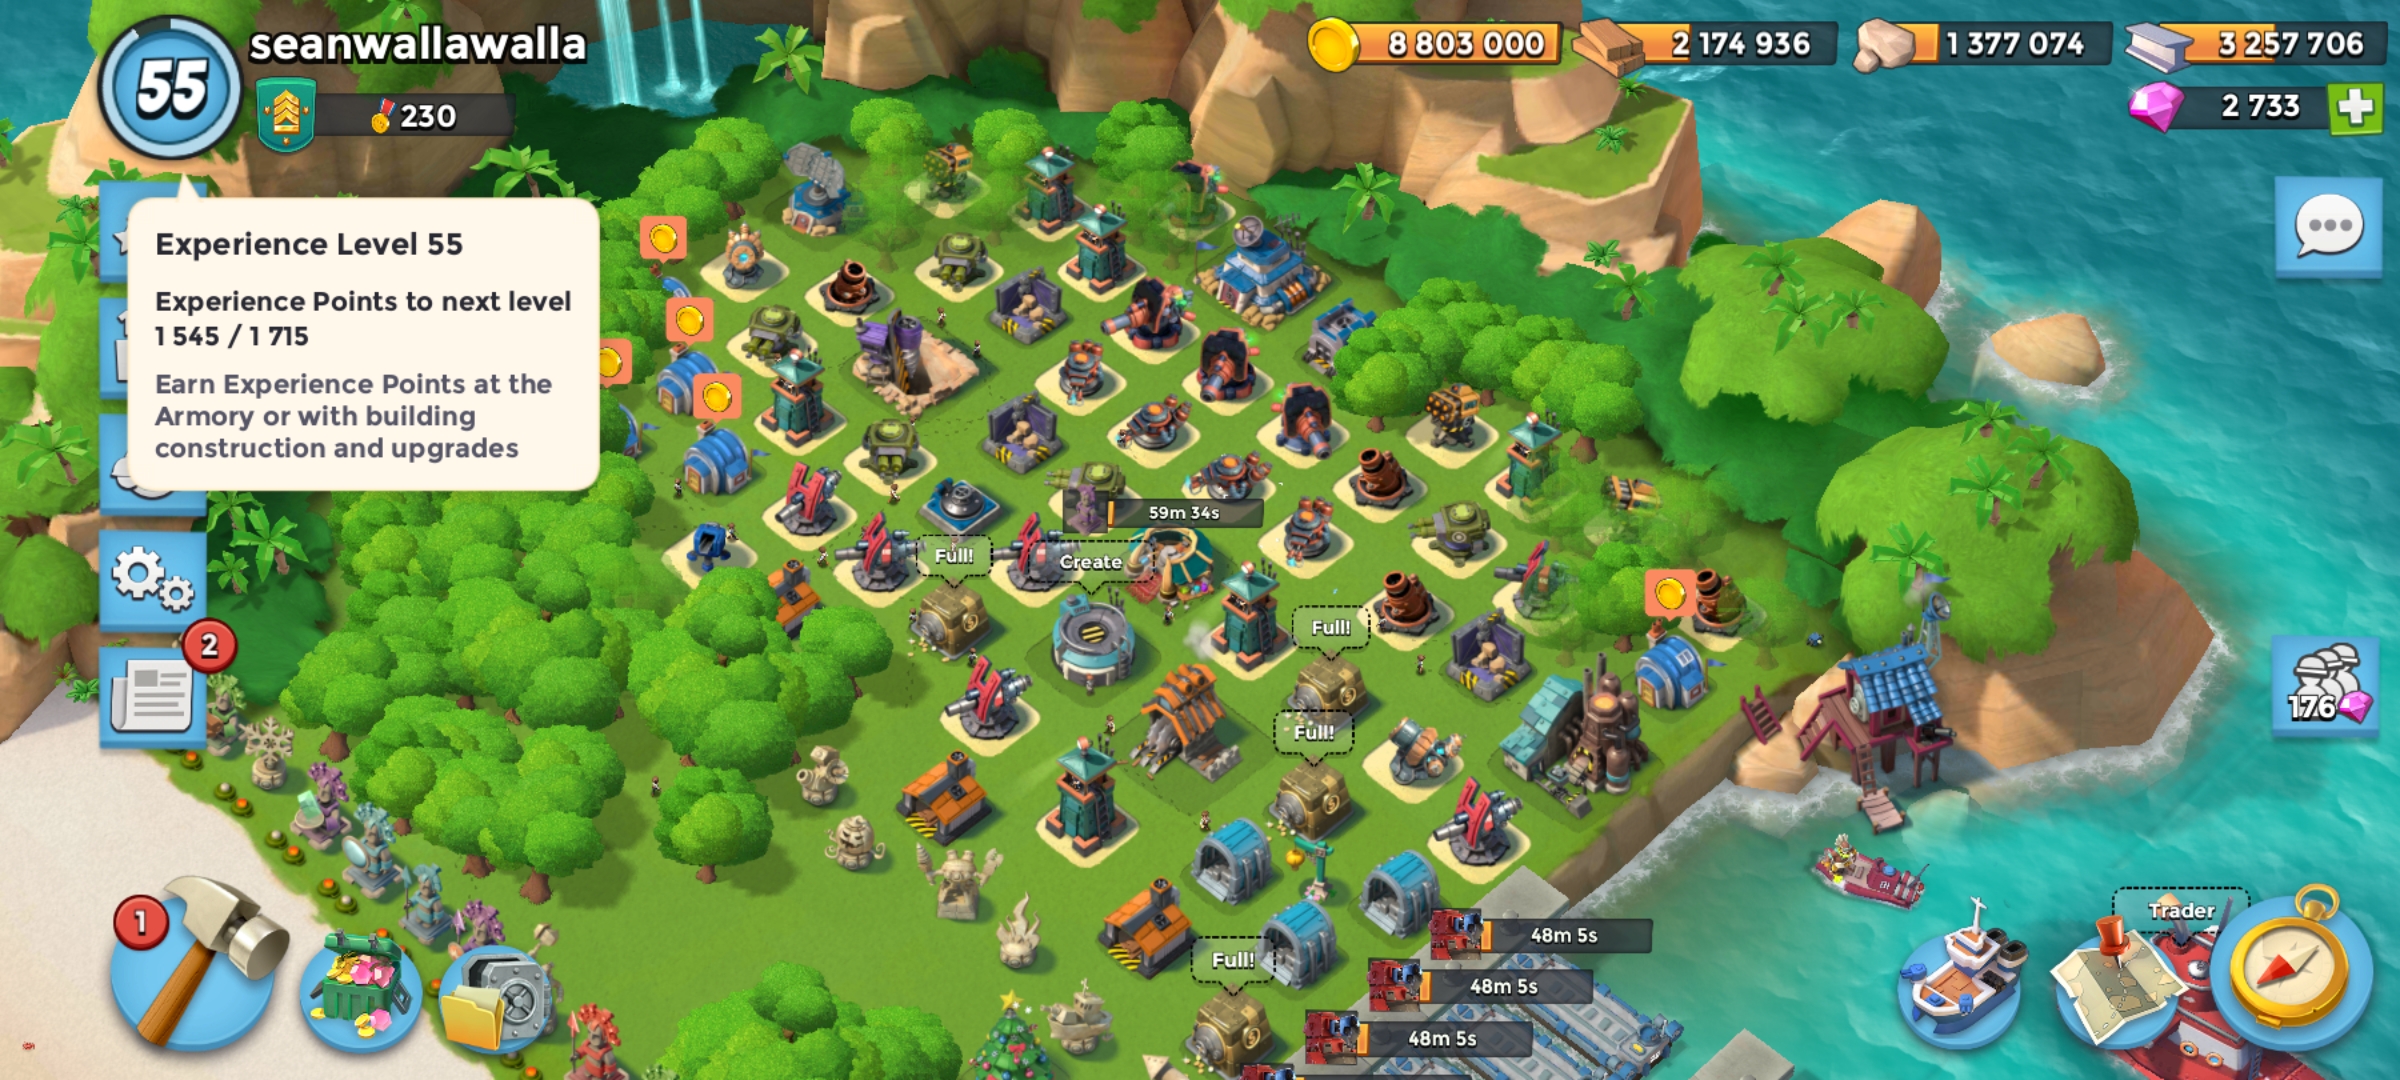 55
seanwallawalla
230
8 803 000
2 174 936
1 377 074
3 257 706
2 733
Experience Level 55
Experience Points to next level
1 545 / 1 715
Earn Experience Points at the
Armory or with building
construction and upgrades
59m 34s
Full!
Create
Full!
Full!
2
176
1
Trader
48m 5s
Full!
48m 5s
48m 5s